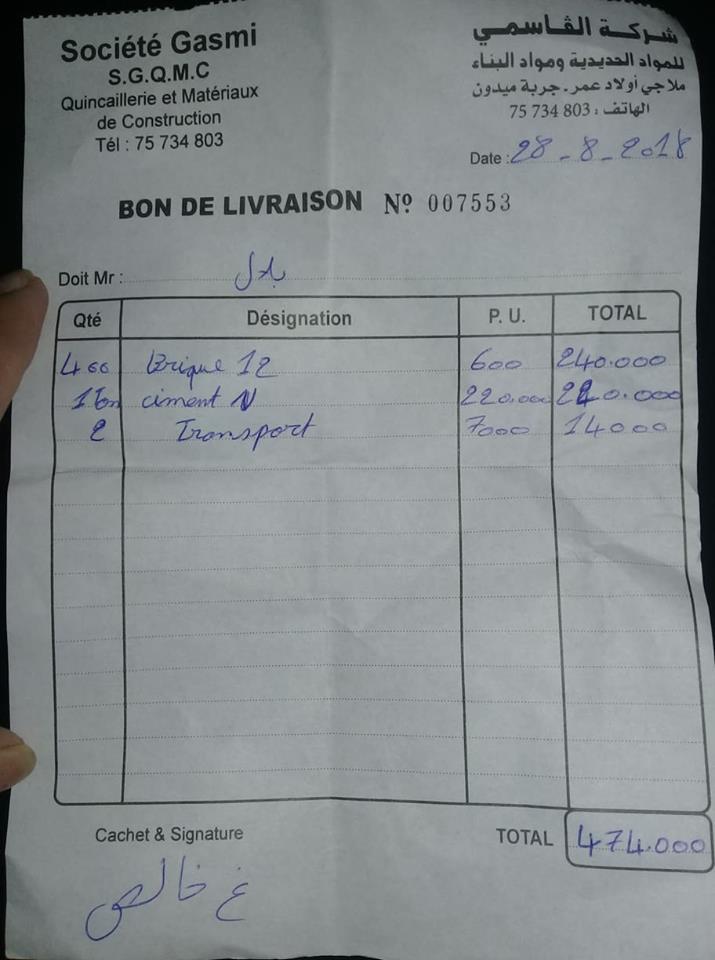 Société Gasmi
S.G.Q.M.C
Quincaillerie et Matériaux
de Construction
Tél : 75 734 803
شركة القاسمي
للمواد الحديدية ومواد البناء
ملاجي أولاد عمر . جربة ميدون
الهاتف : 803 734 75
Date : 28 - 8 - 2018
BON DE LIVRAISON Nº 007553
Doit Mr :
Qté Désignation P. U. TOTAL
400 Brique 12 600 240.000
1 Ton ciment N 220.000 220.000
2 Transport 7000 14000
Cachet & Signature
TOTAL 474.000
غ خالص